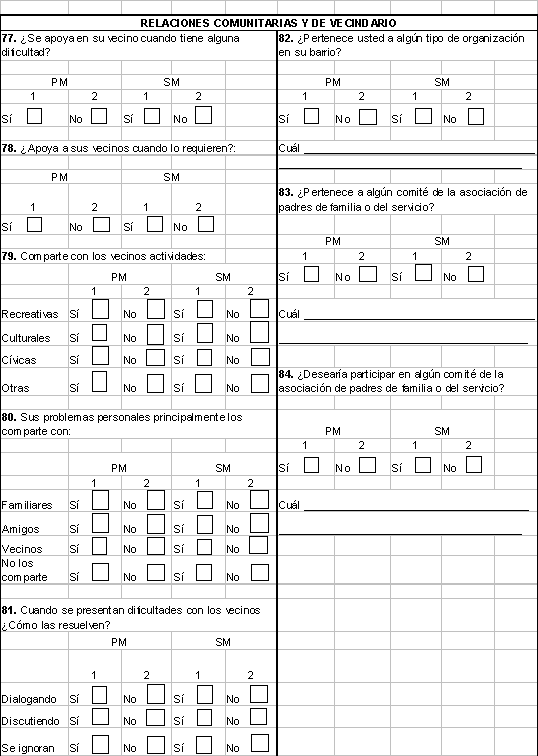 RELACIONES COMUNITARIAS Y DE VECINDARIO
77. ¿Se apoya en su vecino cuando tiene alguna
dificultad?
PM SM
1 2 1 2
Sí No Sí No
78. ¿Apoya a sus vecinos cuando lo requieren?:
PM SM
1 2 1 2
Sí No Sí No
79. Comparte con los vecinos actividades:
PM SM
1 2 1 2
Recreativas Sí No Sí No
Culturales Sí No Sí No
Cívicas Sí No Sí No
Otras Sí No Sí No
80. Sus problemas personales principalmente los
comparte con:
PM SM
1 2 1 2
Familiares Sí No Sí No
Amigos Sí No Sí No
Vecinos Sí No Sí No
No los
comparte Sí No Sí No
81. Cuando se presentan dificultades con los vecinos
¿Cómo las resuelven?
PM SM
1 2 1 2
Dialogando Sí No Sí No
Discutiendo Sí No Sí No
Se ignoran Sí No Sí No
82. ¿Pertenece usted a algún tipo de organización
en su barrio?
PM SM
1 2 1 2
Sí No Sí No
Cuál
83. ¿Pertenece a algún comité de la asociación de
padres de familia o del servicio?
PM SM
1 2 1 2
Sí No Sí No
Cuál
84. ¿Desearía participar en algún comité de la
asociación de padres de familia o del servicio?
PM SM
1 2 1 2
Sí No Sí No
Cuál